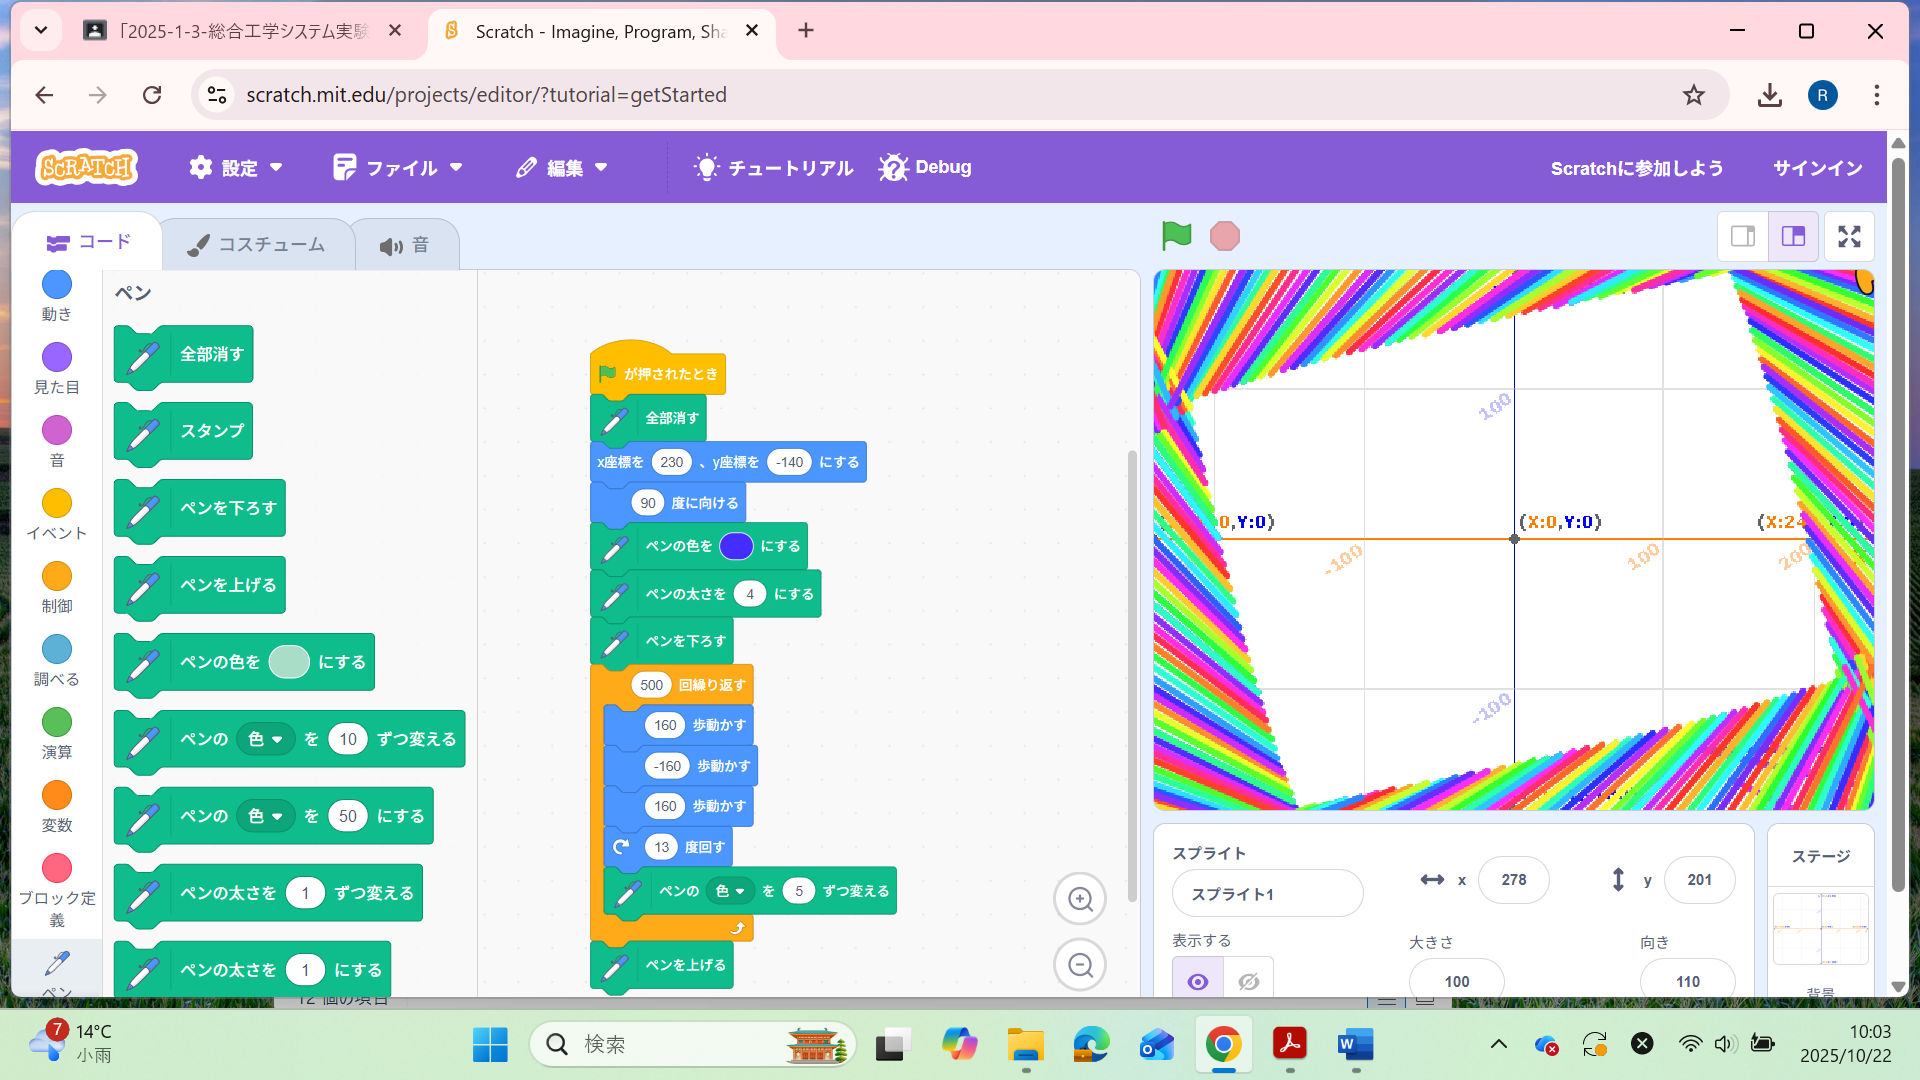 「2025-1-3-総合工学システム実験
Scratch - Imagine, Program, Sha
scratch.mit.edu/projects/editor/?tutorial=getStarted
R
SCRATCH
設定
ファイル
編集
チュートリアル
Debug
Scratchに参加しよう
サインイン
コード
コスチューム
音
動き
見た目
音
イベント
制御
調べる
演算
変数
ブロック定
義
ペン
ペン
全部消す
スタンプ
ペンを下ろす
ペンを上げる
ペンの色を にする
ペンの 色 を 10 ずつ変える
ペンの 色 を 50 にする
ペンの太さを 1 ずつ変える
ペンの太さを 1 にする
が押されたとき
全部消す
x座標を 230 、y座標を -140 にする
90 度に向ける
ペンの色を にする
ペンの太さを 4 にする
ペンを下ろす
500 回繰り返す
160 歩動かす
-160 歩動かす
160 歩動かす
13 度回す
ペンの 色 を 5 ずつ変える
ペンを上げる
100
0,Y:0)
(X:0,Y:0)
(X:24
-100
100
200
-100
スプライト
スプライト1
x 278
y 201
表示する
大きさ
100
向き
110
ステージ
背景
12 個の項目
7
14°C
小雨
検索
10:03
2025/10/22